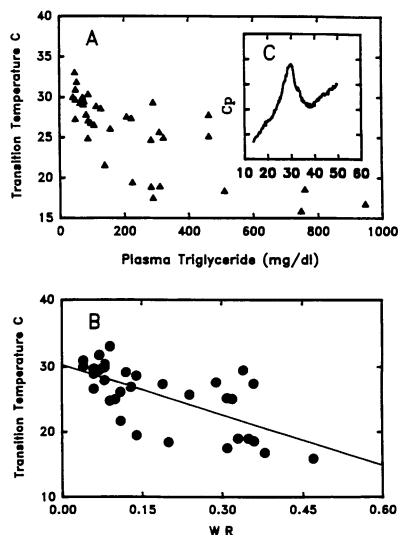 40
35
30
25
20
15
Transition Temperature C
A
C
Cp
10 20 30 40 50 60
0 200 400 600 800 1000
Plasma Triglyceride (mg/dl)
40
30
20
10
Transition Temperature C
B
0.00 0.15 0.30 0.45 0.60
WR